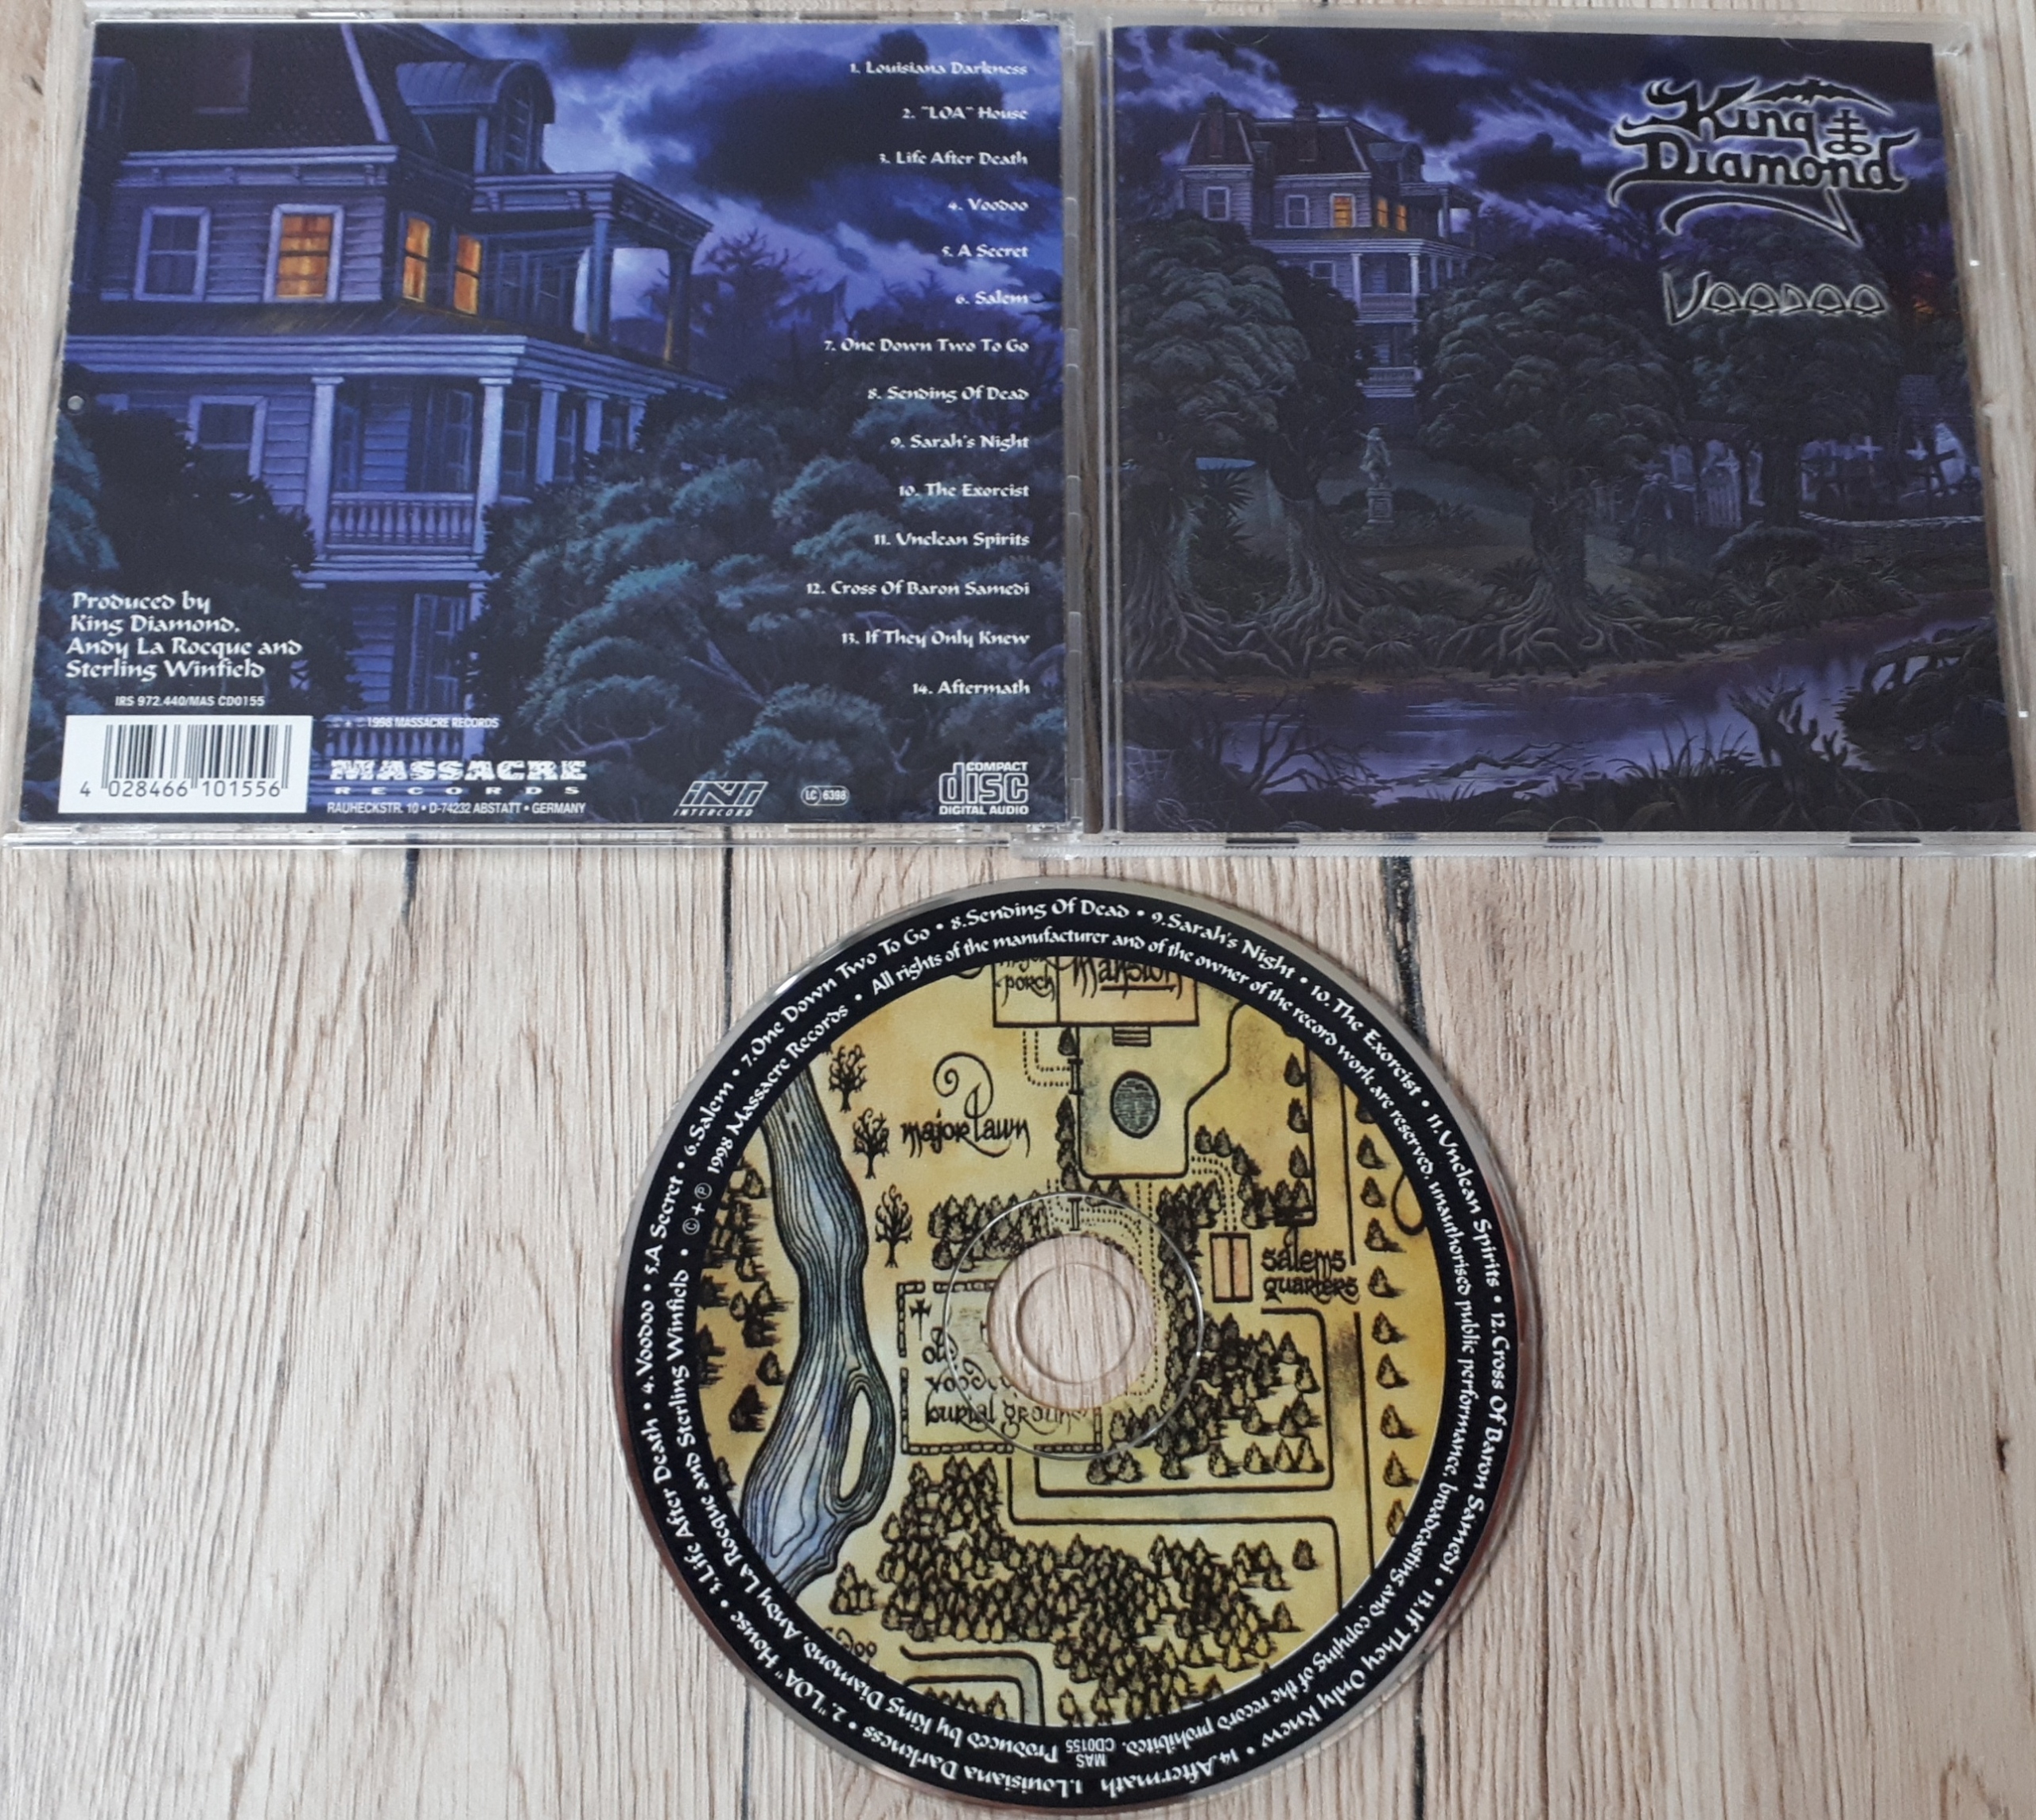 1. Louisiana Darkness
2. "LOA" House
3. Life After Death
4. Voodoo
5. A Secret
6. Salem
7. One Down Two To Go
8. Sending Of Dead
9. Sarah's Night
10. The Exorcist
11. Unclean Spirits
12. Cross Of Baron Samedi
13. If They Only Knew
14. Aftermath
Produced by
King Diamond,
Andy La Rocque and
Sterling Winfield
IRS 972.440/MAS CD0155
4 028466 101556
1998 MASSACRE RECORDS
MASSACRE
RECORDS
RAUHECKSTR. 10 • D-74232 ABSTATT • GERMANY
INT
INTERCORD
LC 6398
COMPACT
disc
DIGITAL AUDIO
King
Diamond
Voodoo
1.Louisiana Darkness • 2."LOA" House • 3.Life After Death • 4.Voodoo • 5.A Secret • 6.Salem • 7.One Down Two To Go • 8.Sending Of Dead • 9.Sarah's Night • 10.The Exorcist • 11.Unclean Spirits • 12.Cross Of Baron Samedi • 13.If They Only Knew • 14.Aftermath
Produced by King Diamond, Andy La Rocque and Sterling Winfield • © + ℗ 1998 Massacre Records • All rights of the manufacturer and of the owner of the record work are reserved, unauthorised public performance, broadcasting and copying of the record prohibited.
MAS
CD0155
major
porch
Mansion
major lawn
salems
quarters
burial ground